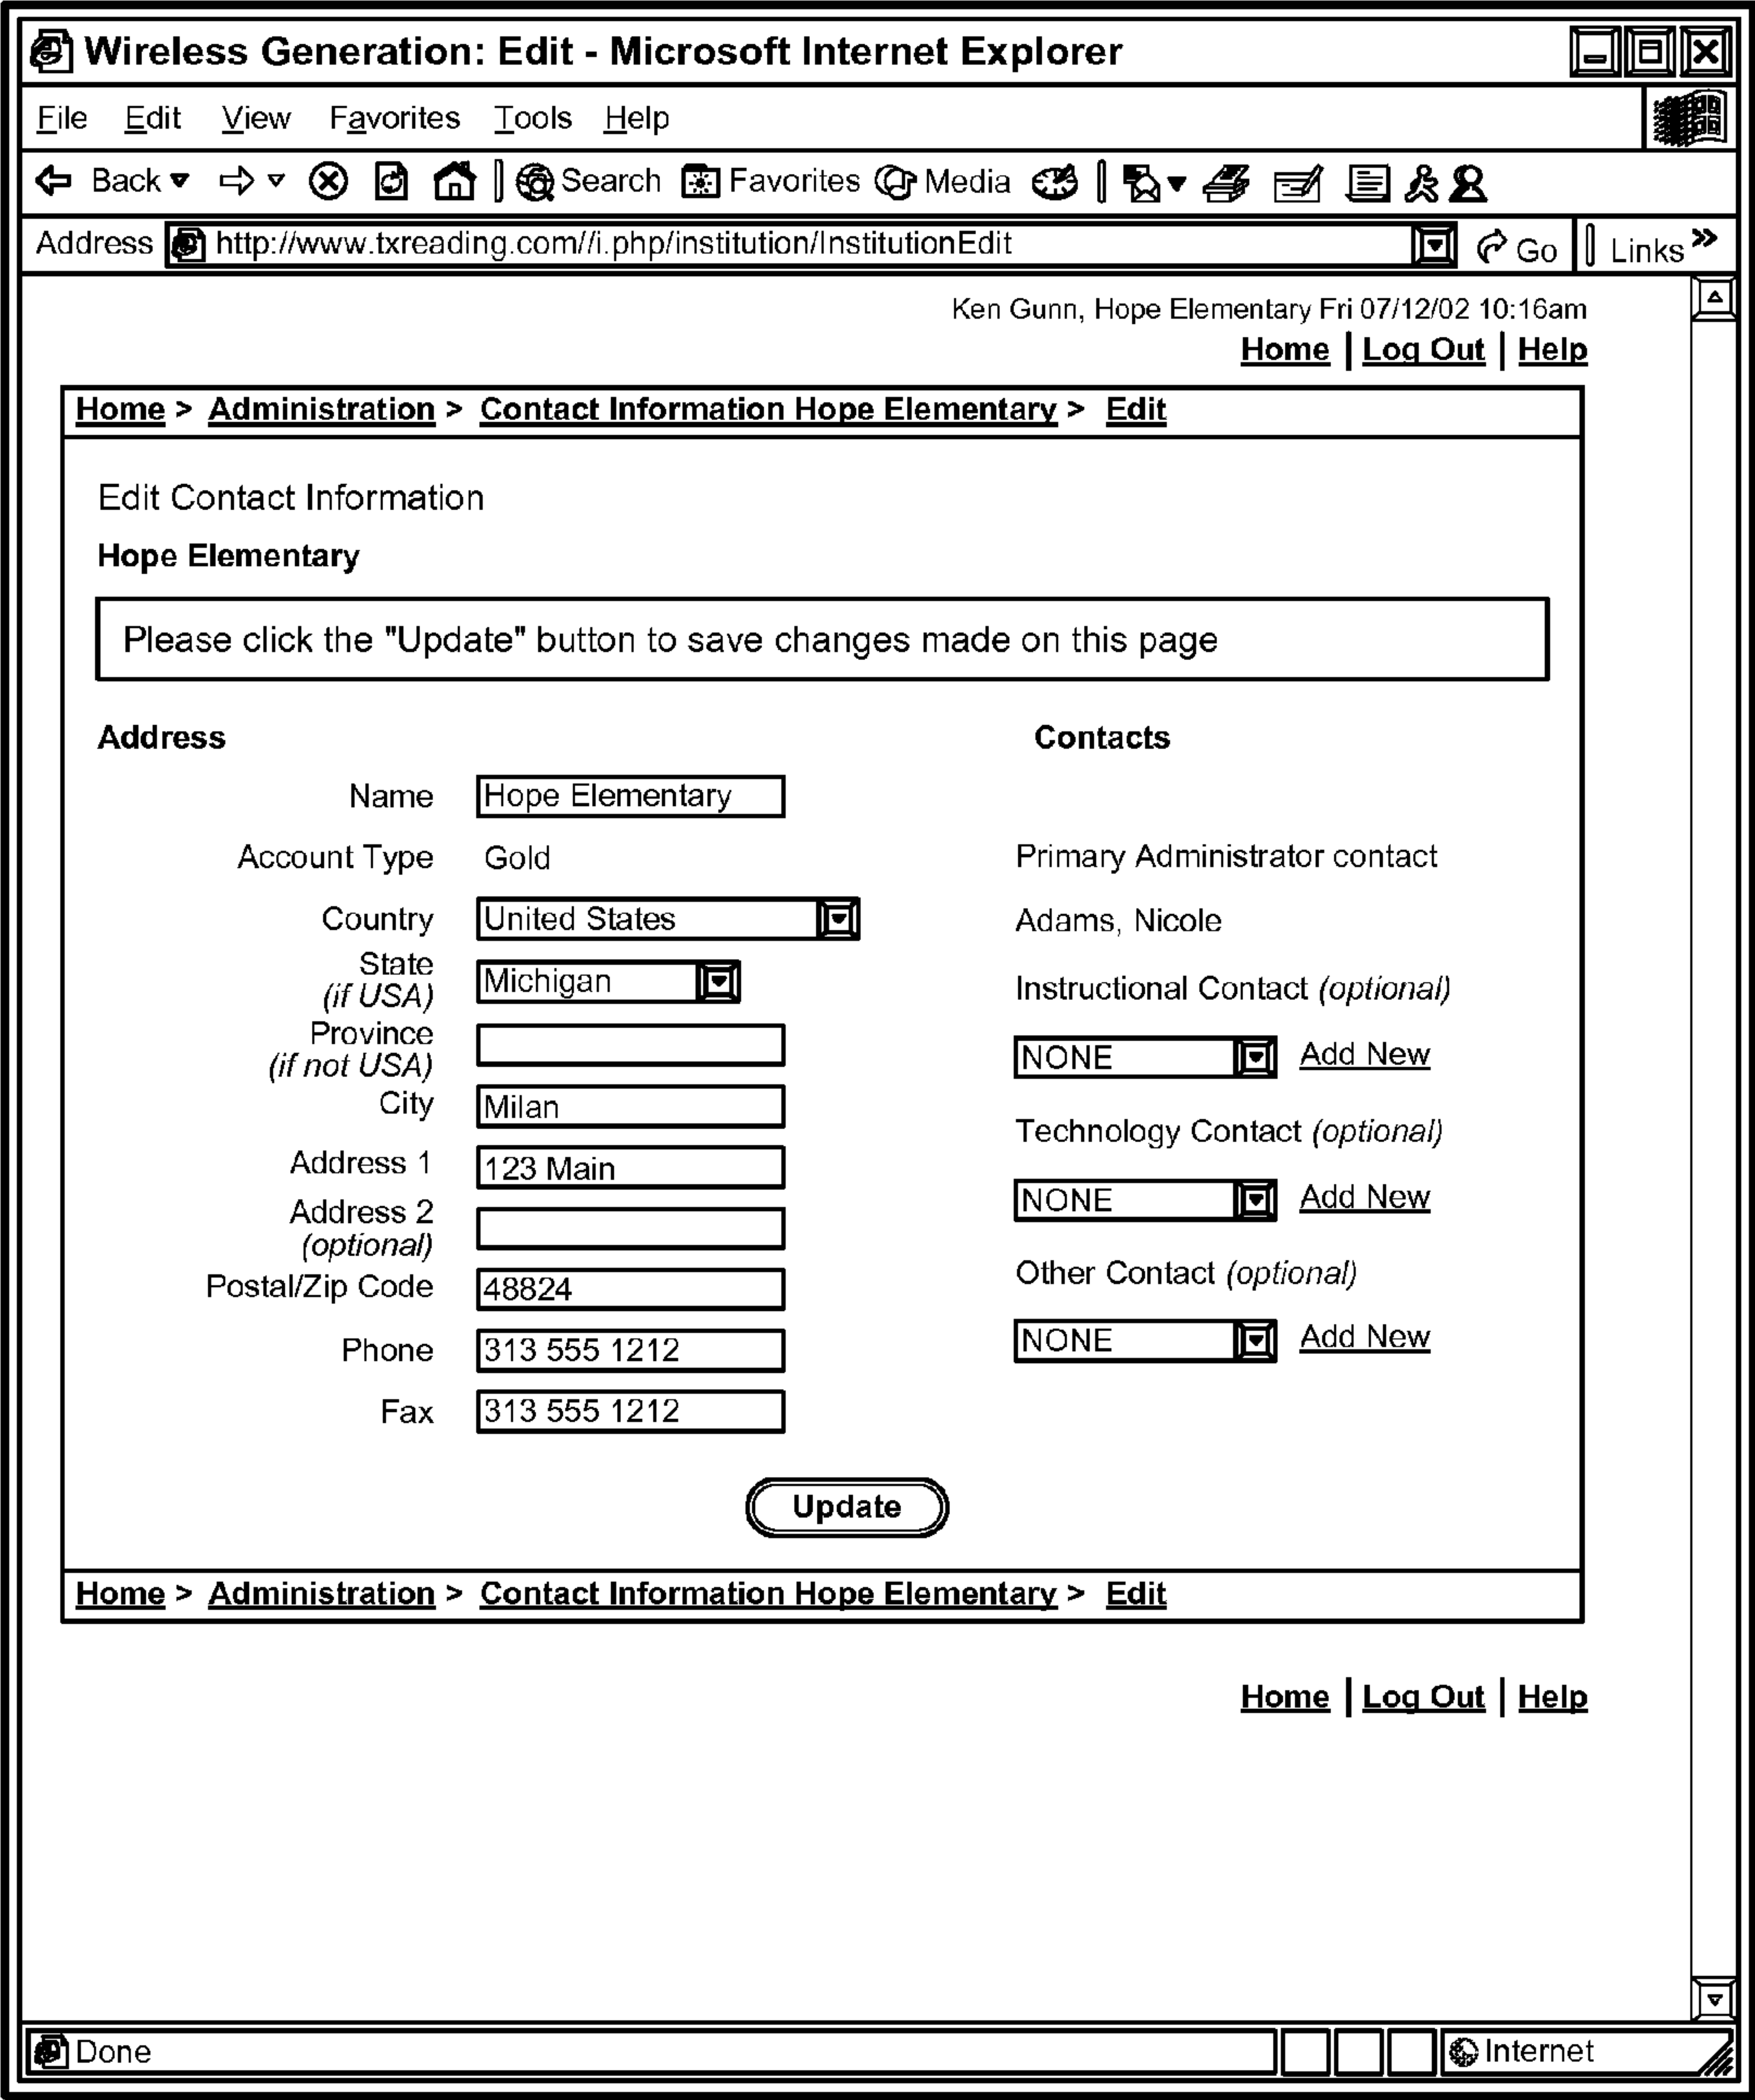 Wireless Generation: Edit - Microsoft Internet Explorer
File Edit View Favorites Tools Help
Back Search Favorites Media
Address http://www.txreading.com//i.php/institution/InstitutionEdit Go Links »
Ken Gunn, Hope Elementary Fri 07/12/02 10:16am
Home | Log Out | Help
Home > Administration > Contact Information Hope Elementary > Edit
Edit Contact Information
Hope Elementary
Please click the "Update" button to save changes made on this page
Address
Name Hope Elementary
Account Type Gold
Country United States
State
(if USA) Michigan
Province
(if not USA)
City Milan
Address 1 123 Main
Address 2
(optional)
Postal/Zip Code 48824
Phone 313 555 1212
Fax 313 555 1212
Contacts
Primary Administrator contact
Adams, Nicole
Instructional Contact (optional)
NONE Add New
Technology Contact (optional)
NONE Add New
Other Contact (optional)
NONE Add New
Update
Home > Administration > Contact Information Hope Elementary > Edit
Home | Log Out | Help
Done Internet